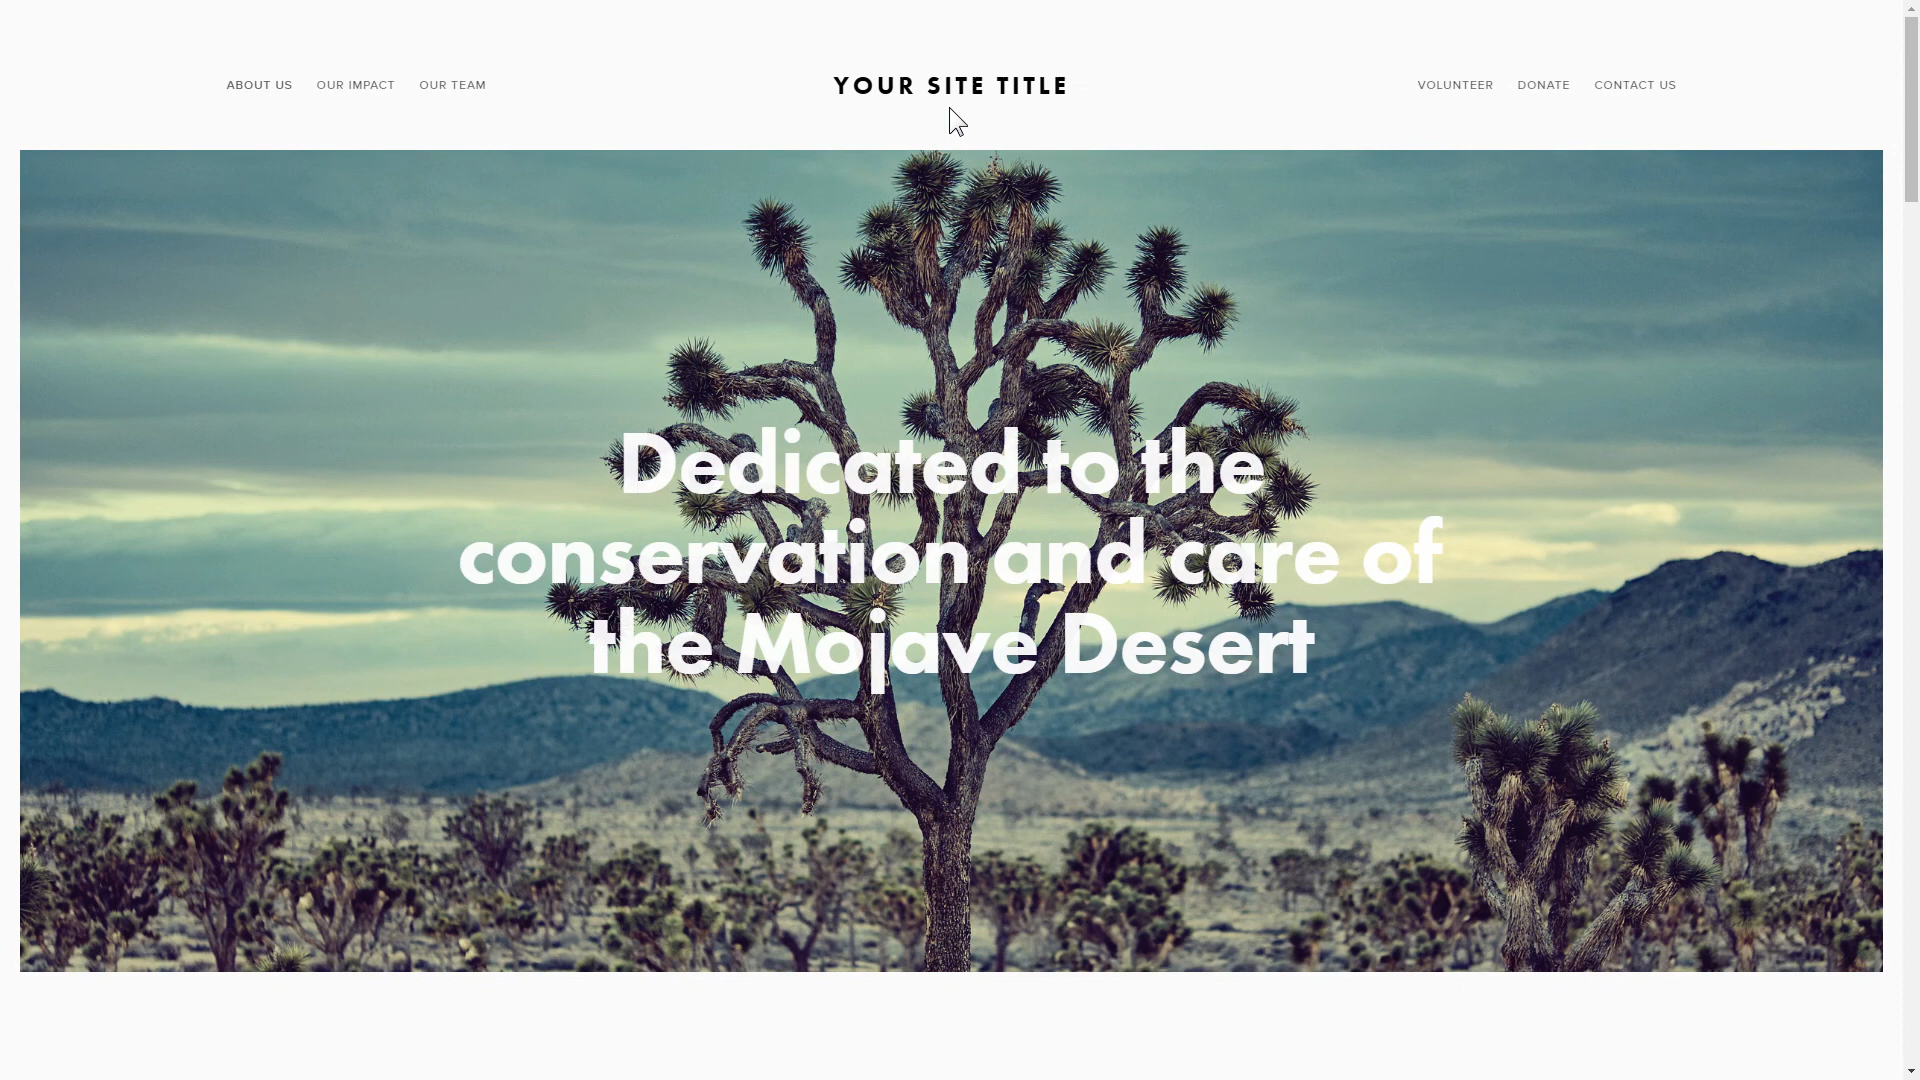 ABOUT US OUR IMPACT OUR TEAM YOUR SITE TITLE VOLUNTEER DONATE CONTACT US
Dedicated to the
conservation and care of
the Mojave Desert